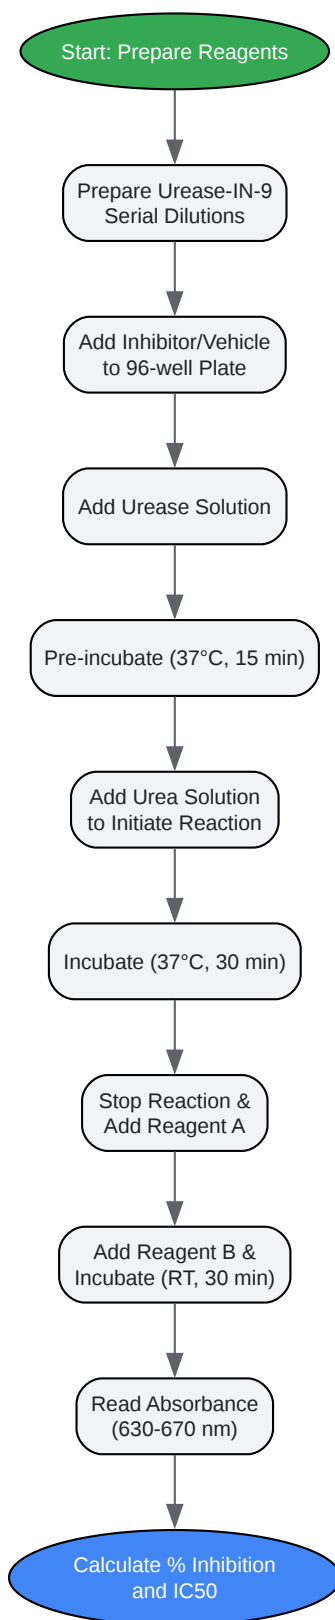 Start: Prepare Reagents
Prepare Urease-IN-9
Serial Dilutions
Add Inhibitor/Vehicle
to 96-well Plate
Add Urease Solution
Pre-incubate (37°C, 15 min)
Add Urea Solution
to Initiate Reaction
Incubate (37°C, 30 min)
Stop Reaction &
Add Reagent A
Add Reagent B &
Incubate (RT, 30 min)
Read Absorbance
(630-670 nm)
Calculate % Inhibition
and IC50